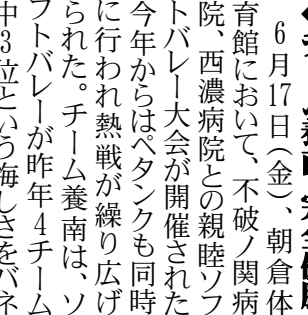 6月17日(金)、朝倉体
育館において、不破ノ関病
院、西濃病院との親睦ソフ
トバレー大会が開催された
今年からはペタンクも同時
に行われ熱戦が繰り広げ
られた。チーム養南は、ソ
フトバレーが昨年4チーム
中3位という悔しさをバネ